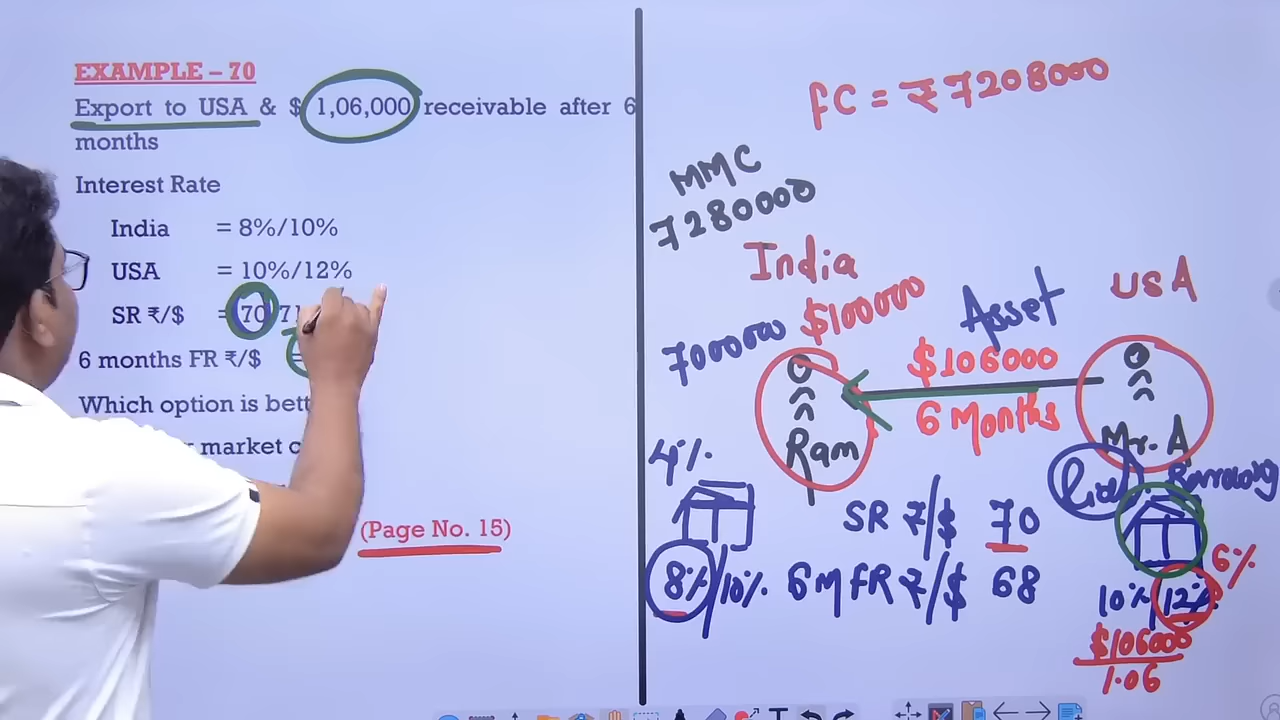 EXAMPLE – 70
Export to USA & $ 1,06,000 receivable after 6
months
Interest Rate
India = 8%/10%
USA = 10%/12%
SR ₹/$ = 70 71
6 months FR ₹/$ =
Which option is
market
(Page No. 15)
FC = ₹7208000
MMC
7280000
India
USA
7000000 $100000
Asset
$106000
6 Months
Ram
Mr. A
4%
Borrowing
SR ₹/$ 70
6%
8%/10%
6M FR ₹/$ 68
10%/12%
$106000
1.06